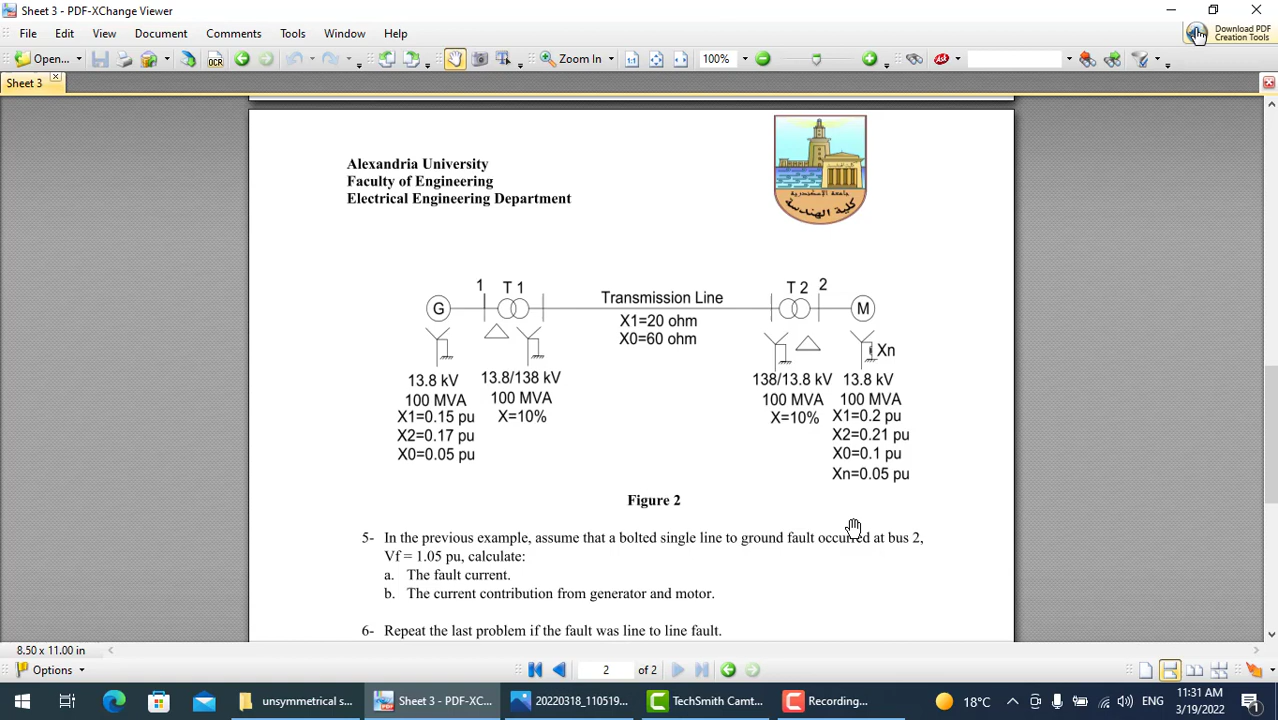 Sheet 3 - PDF-XChange Viewer
File Edit View Document Comments Tools Window Help
Download PDF
Creation Tools
Open... OCR Zoom In 100% Ask
Sheet 3
Alexandria University
Faculty of Engineering
Electrical Engineering Department
كلية الهندسة
1 T 1 Transmission Line T 2 2
G M
X1=20 ohm
X0=60 ohm
Xn
13.8 kV
100 MVA
X1=0.15 pu
X2=0.17 pu
X0=0.05 pu
13.8/138 kV
100 MVA
X=10%
138/13.8 kV
100 MVA
X=10%
13.8 kV
100 MVA
X1=0.2 pu
X2=0.21 pu
X0=0.1 pu
Xn=0.05 pu
Figure 2
5- In the previous example, assume that a bolted single line to ground fault occurred at bus 2,
Vf = 1.05 pu, calculate:
a. The fault current.
b. The current contribution from generator and motor.
6- Repeat the last problem if the fault was line to line fault.
8.50 x 11.00 in
Options 2 of 2
unsymmetrical s... Sheet 3 - PDF-XC... 20220318_110519... TechSmith Camt... Recording... 18°C ENG
11:31 AM
3/19/2022
1